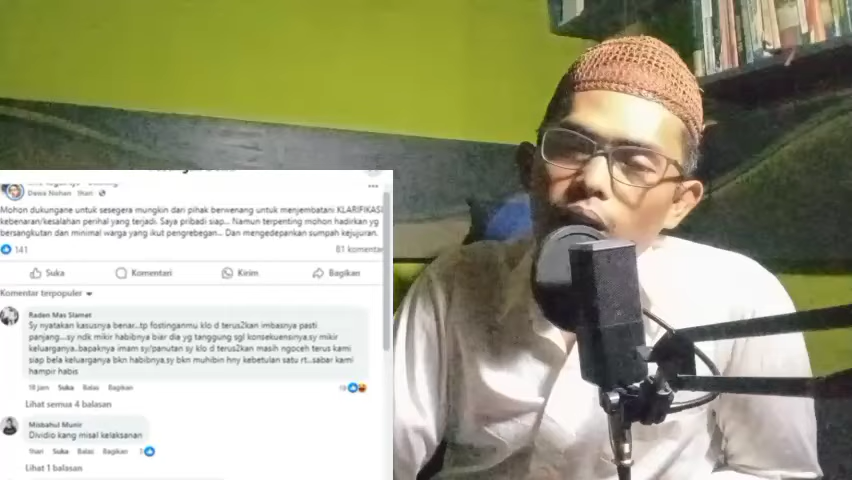 Dewa Nohan 1hari
Mohon dukungane untuk sesegera mungkin dari pihak berwenang untuk menjembatani KLARIFIKASI
kebenaran/kesalahan perihal yang terjadi. Saya pribadi siap... Namun terpenting mohon hadirkan yg
bersangkutan dan minimal warga yang ikut pengrebegan... Dan mengedepankan sumpah kejujuran.
141 81 komentar
Suka Komentari Kirim Bagikan
Komentar terpopuler
Raden Mas Slamet
Sy nyatakan kasusnya benar...tp fostinganmu klo d terus2kan imbasnya pasti
panjang....sy ndk mikir habibnya biar dia yg tanggung sgl konsekuensinya,sy mikir
keluarganya..bapaknya imam sy/panutan sy klo d terus2kan masih ngoceh terus kami
siap bela keluarganya bkn habibnya,sy bkn muhibin hny kebetulan satu rt...sabar kami
hampir habis
18 jam Suka Balas Bagikan 19
Lihat semua 4 balasan
Misbahul Munir
Dividio kang misal kelaksanan
1hari Suka Balas Bagikan 3
Lihat 1 balasan